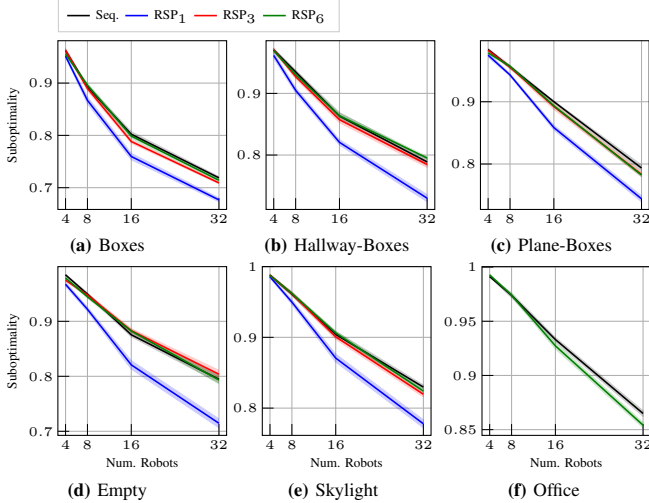 Seq. RSP₁ RSP₃ RSP₆
Suboptimality
0.9
0.8
0.7
4 8 16 32
(a) Boxes
0.9
0.8
4 8 16 32
(b) Hallway-Boxes
0.9
0.8
4 8 16 32
(c) Plane-Boxes
Suboptimality
0.9
0.8
0.7
4 8 16 32
Num. Robots
(d) Empty
1
0.9
0.8
4 8 16 32
Num. Robots
(e) Skylight
1
0.95
0.9
0.85
4 8 16 32
Num. Robots
(f) Office